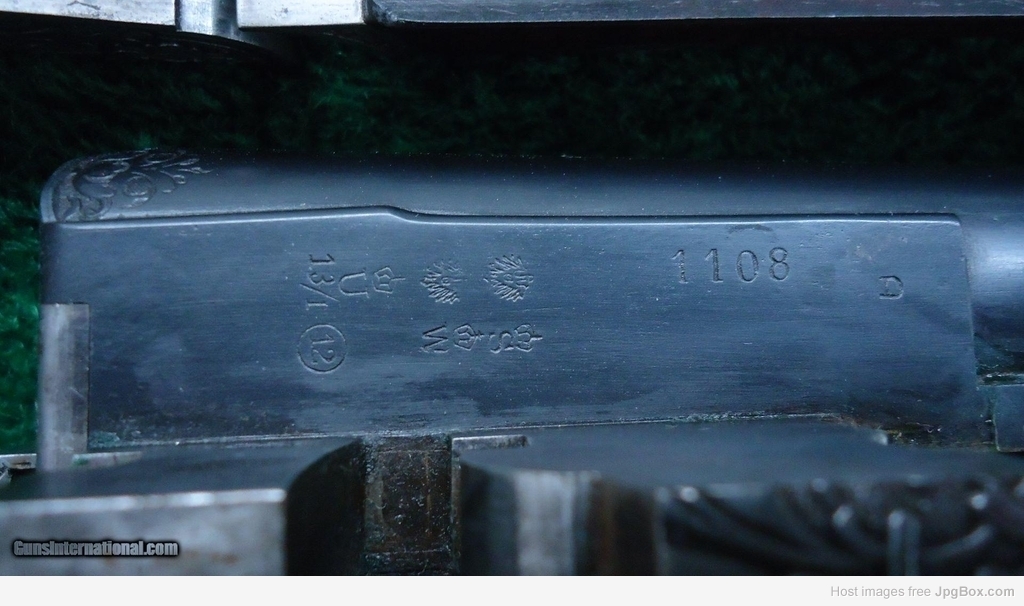 1108
D
13/1
U
S
W
12
GunsInternational.com
Host images free JpgBox.com